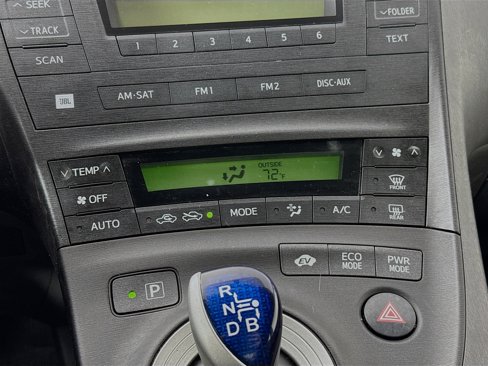 SEEK
FOLDER
TRACK
TEXT
SCAN
1 2 3 4 5 6
JBL
AM·SAT FM1 FM2 DISC·AUX
TEMP
OUTSIDE
72°F
OFF
FRONT
AUTO
MODE
A/C
REAR
EV
ECO MODE
PWR MODE
P
R
N
D B